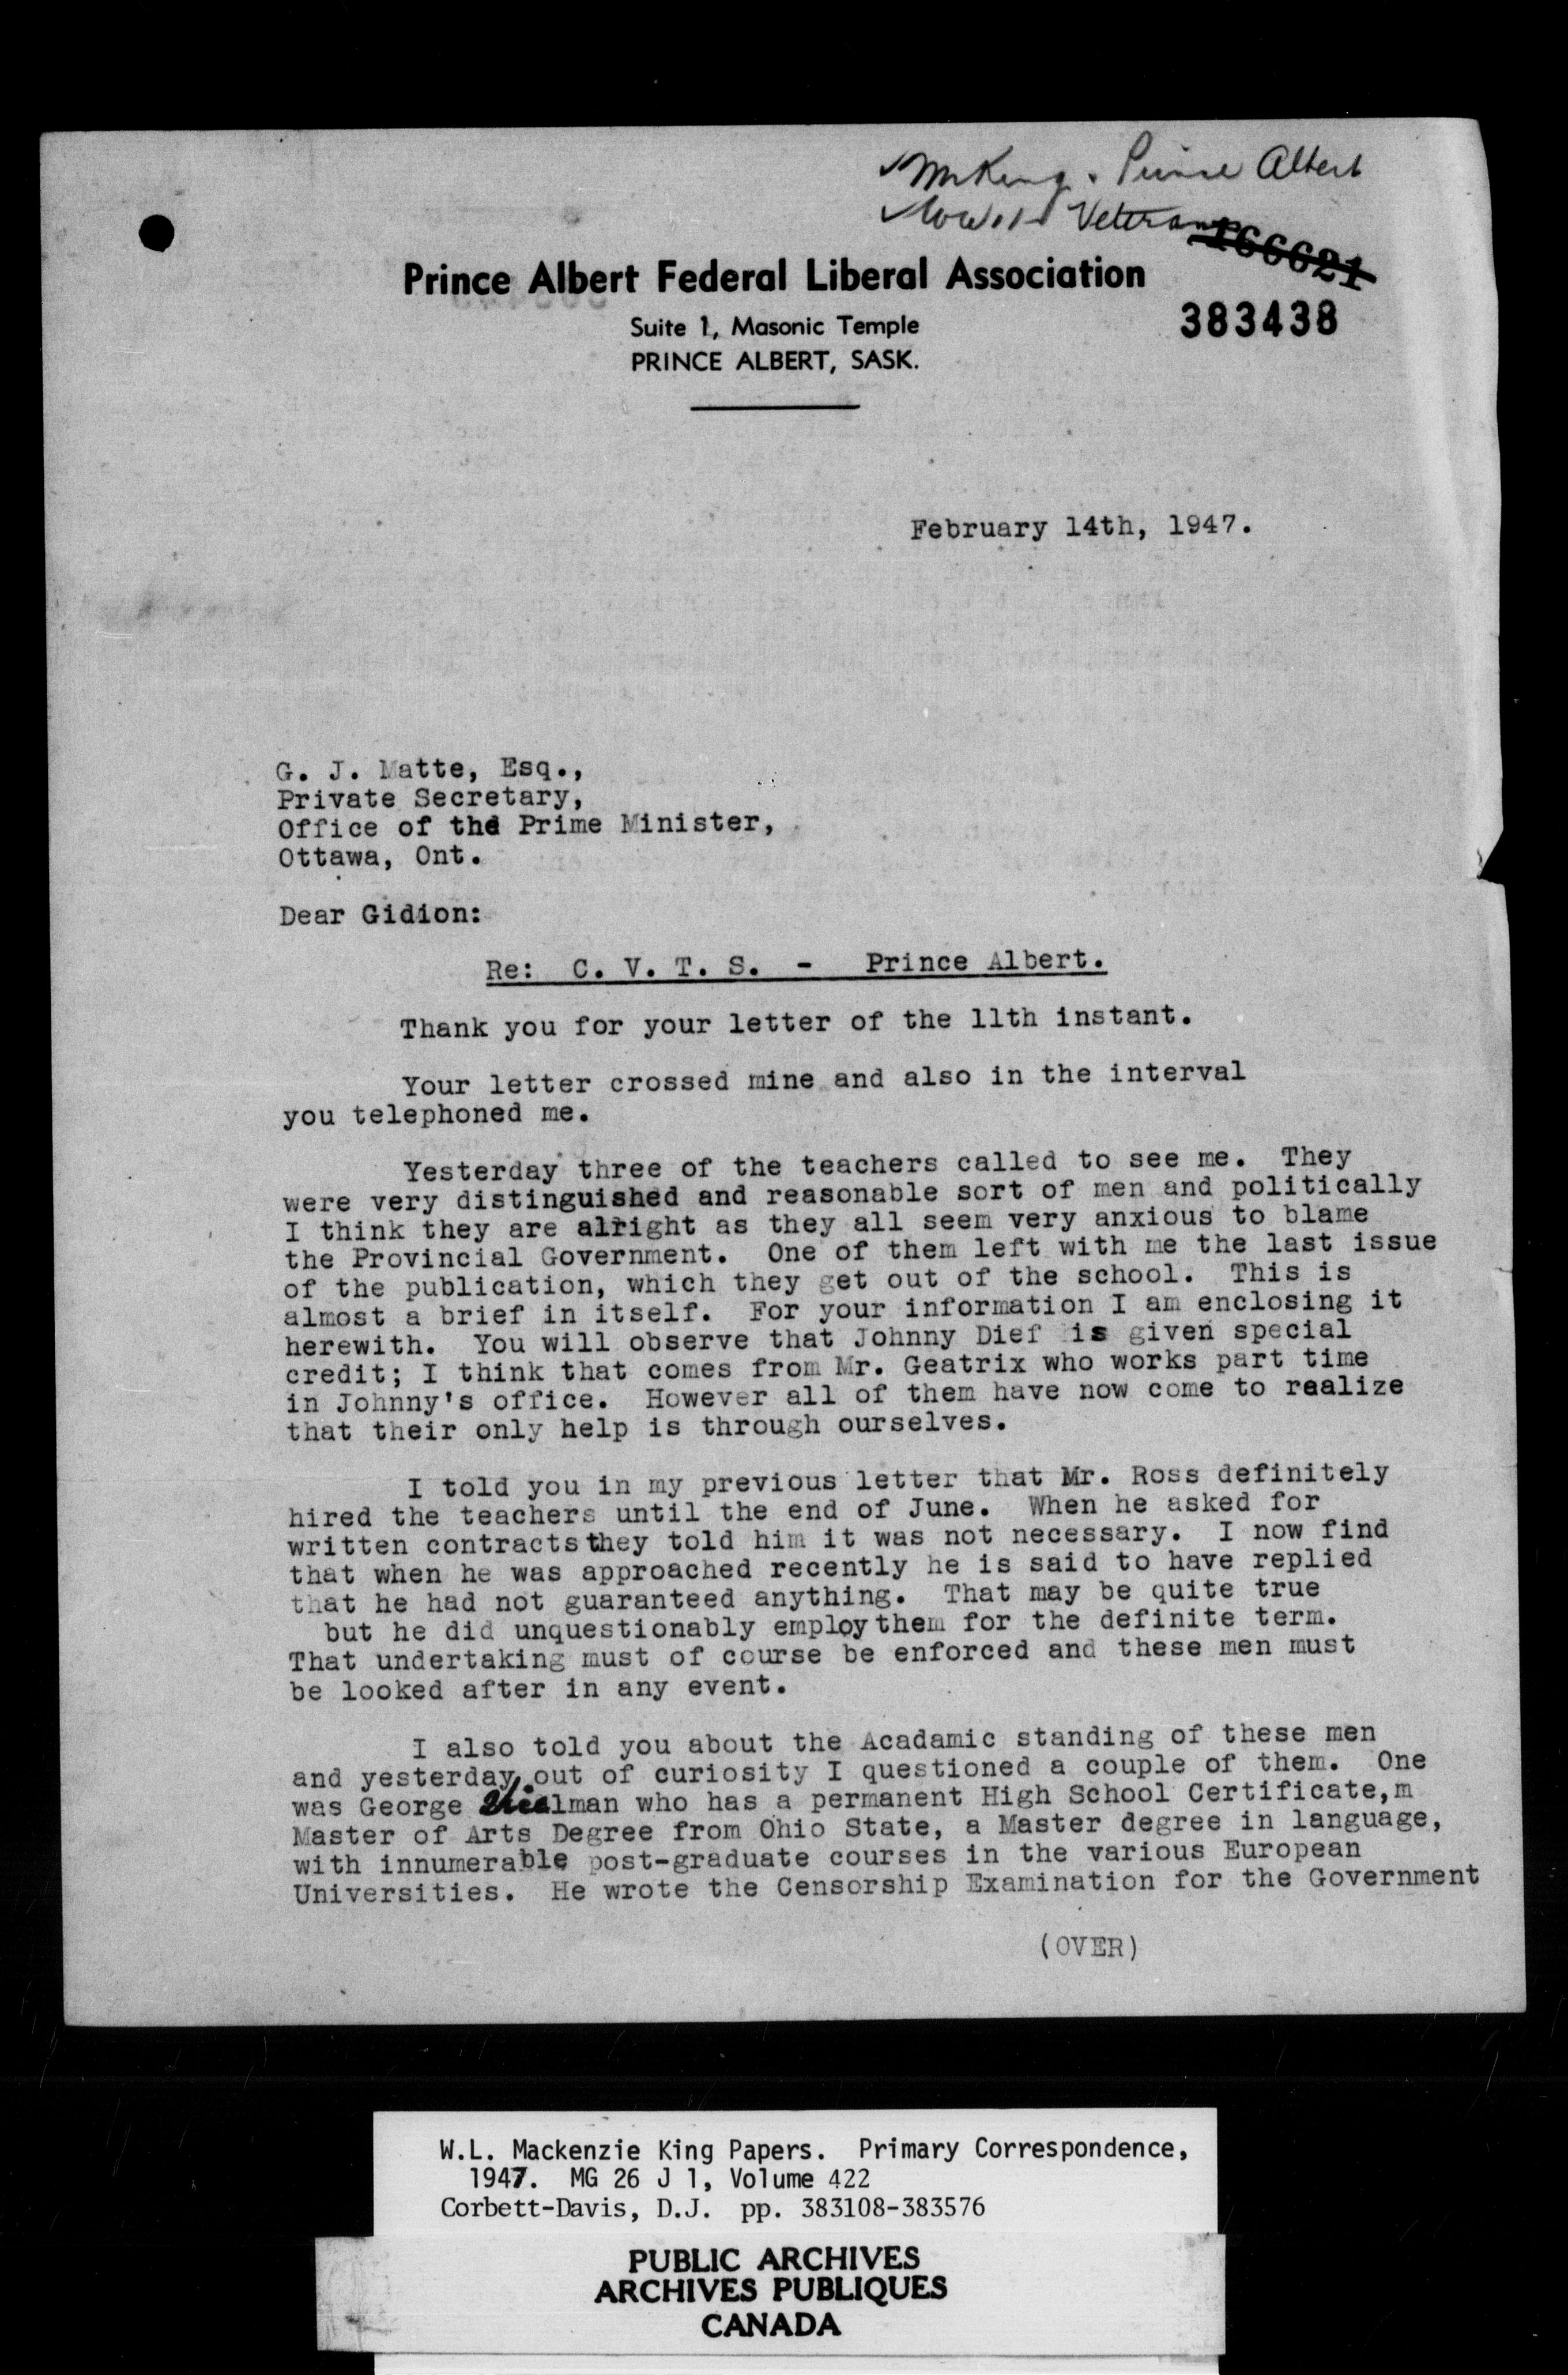 Mr King. Prince Albert
Veterans
166621
Prince Albert Federal Liberal Association
383438
Suite 1, Masonic Temple
PRINCE ALBERT, SASK.
February 14th, 1947.
G. J. Matte, Esq.,
Private Secretary,
Office of the Prime Minister,
Ottawa, Ont.
Dear Gidion:
Re: C. V. T. S. - Prince Albert.
Thank you for your letter of the 11th instant.
Your letter crossed mine and also in the interval
you telephoned me.
Yesterday three of the teachers called to see me. They
were very distinguished and reasonable sort of men and politically
I think they are alright as they all seem very anxious to blame
the Provincial Government. One of them left with me the last issue
of the publication, which they get out of the school. This is
almost a brief in itself. For your information I am enclosing it
herewith. You will observe that Johnny Dief is given special
credit; I think that comes from Mr. Geatrix who works part time
in Johnny's office. However all of them have now come to realize
that their only help is through ourselves.
I told you in my previous letter that Mr. Ross definitely
hired the teachers until the end of June. When he asked for
written contracts they told him it was not necessary. I now find
that when he was approached recently he is said to have replied
that he had not guaranteed anything. That may be quite true
but he did unquestionably employ them for the definite term.
That undertaking must of course be enforced and these men must
be looked after in any event.
I also told you about the Acadamic standing of these men
and yesterday, out of curiosity I questioned a couple of them. One
was George who has a permanent High School Certificate,m
Master of Arts Degree from Ohio State, a Master degree in language,
with innumerable post-graduate courses in the various European
Universities. He wrote the Censorship Examination for the Government
(OVER)
W.L. Mackenzie King Papers. Primary Correspondence,
1947. MG 26 J 1, Volume 422
Corbett-Davis, D.J. pp. 383108-383576
PUBLIC ARCHIVES
ARCHIVES PUBLIQUES
CANADA